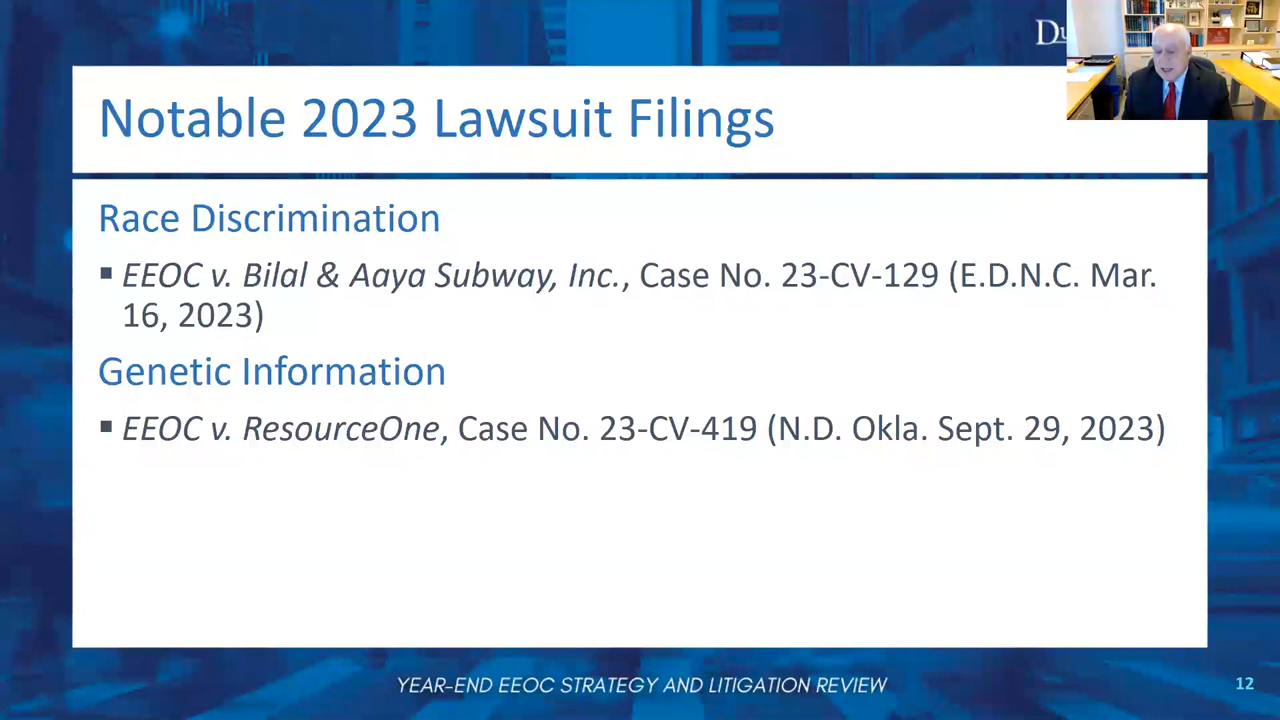 Du
Notable 2023 Lawsuit Filings
Race Discrimination
▪ EEOC v. Bilal & Aaya Subway, Inc., Case No. 23-CV-129 (E.D.N.C. Mar.
16, 2023)
Genetic Information
▪ EEOC v. ResourceOne, Case No. 23-CV-419 (N.D. Okla. Sept. 29, 2023)
YEAR-END EEOC STRATEGY AND LITIGATION REVIEW
12